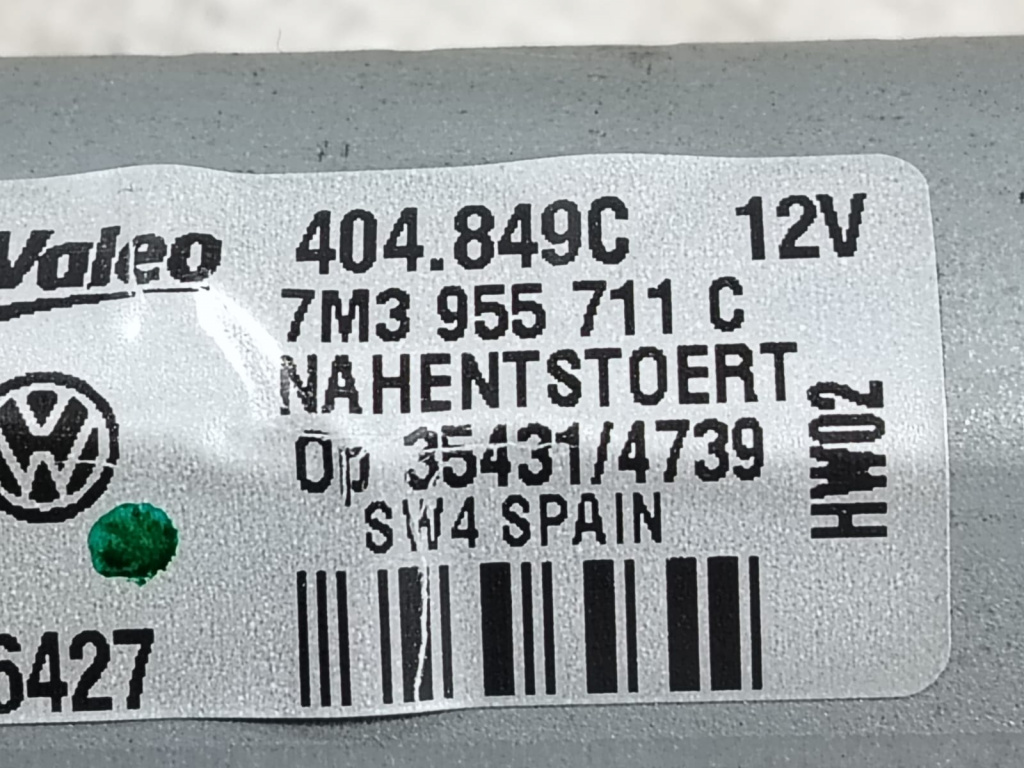 Valeo
404.849C 12V
7M3 955 711 C
NAHENTSTOERT
Op 35431/4739
SW4 SPAIN
HW02
6427